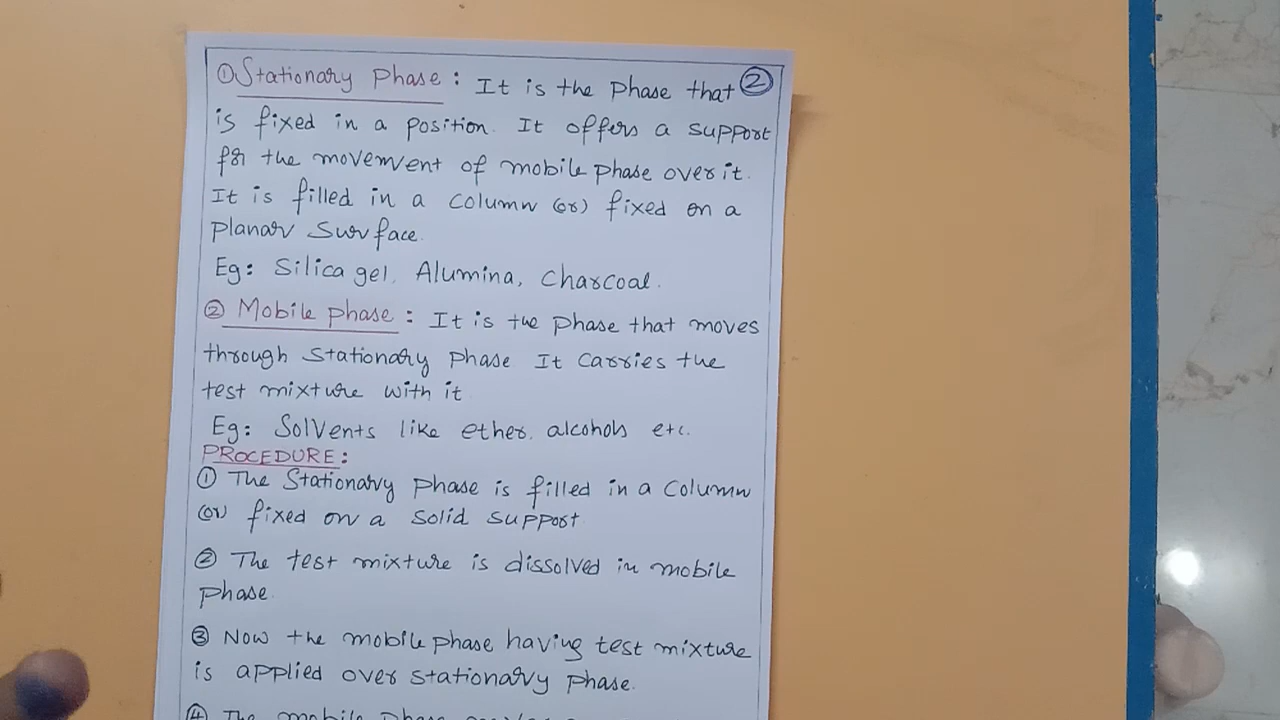 ① Stationary Phase : It is the Phase that ②
is fixed in a position. It offers a support
for the movement of mobile phase over it.
It is filled in a column (or) fixed on a
planar surface.
Eg: Silica gel, Alumina, Charcoal.
② Mobile phase : It is the phase that moves
through stationary phase It carries the
test mixture with it
Eg: Solvents like ether, alcohols etc.
PROCEDURE:
① The Stationary phase is filled in a column
(or) fixed on a solid support
② The test mixture is dissolved in mobile
phase.
③ Now the mobile phase having test mixture
is applied over stationary phase.
④ The mobile phase